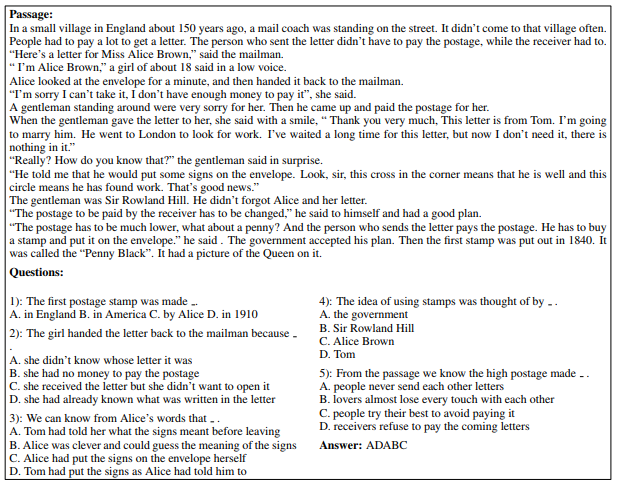 Passage:
In a small village in England about 150 years ago, a mail coach was standing on the street. It didn't come to that village often.
People had to pay a lot to get a letter. The person who sent the letter didn't have to pay the postage, while the receiver had to.
"Here's a letter for Miss Alice Brown," said the mailman.
" I'm Alice Brown," a girl of about 18 said in a low voice.
Alice looked at the envelope for a minute, and then handed it back to the mailman.
"I'm sorry I can't take it, I don't have enough money to pay it", she said.
A gentleman standing around were very sorry for her. Then he came up and paid the postage for her.
When the gentleman gave the letter to her, she said with a smile, " Thank you very much, This letter is from Tom. I'm going
to marry him. He went to London to look for work. I've waited a long time for this letter, but now I don't need it, there is
nothing in it."
"Really? How do you know that?" the gentleman said in surprise.
"He told me that he would put some signs on the envelope. Look, sir, this cross in the corner means that he is well and this
circle means he has found work. That's good news."
The gentleman was Sir Rowland Hill. He didn't forgot Alice and her letter.
"The postage to be paid by the receiver has to be changed," he said to himself and had a good plan.
"The postage has to be much lower, what about a penny? And the person who sends the letter pays the postage. He has to buy
a stamp and put it on the envelope." he said . The government accepted his plan. Then the first stamp was put out in 1840. It
was called the "Penny Black". It had a picture of the Queen on it.
Questions:
1): The first postage stamp was made _.
A. in England B. in America C. by Alice D. in 1910
2): The girl handed the letter back to the mailman because _
.
A. she didn't know whose letter it was
B. she had no money to pay the postage
C. she received the letter but she didn't want to open it
D. she had already known what was written in the letter
3): We can know from Alice's words that _ .
A. Tom had told her what the signs meant before leaving
B. Alice was clever and could guess the meaning of the signs
C. Alice had put the signs on the envelope herself
D. Tom had put the signs as Alice had told him to
4): The idea of using stamps was thought of by _ .
A. the government
B. Sir Rowland Hill
C. Alice Brown
D. Tom
5): From the passage we know the high postage made _ .
A. people never send each other letters
B. lovers almost lose every touch with each other
C. people try their best to avoid paying it
D. receivers refuse to pay the coming letters
Answer: ADABC